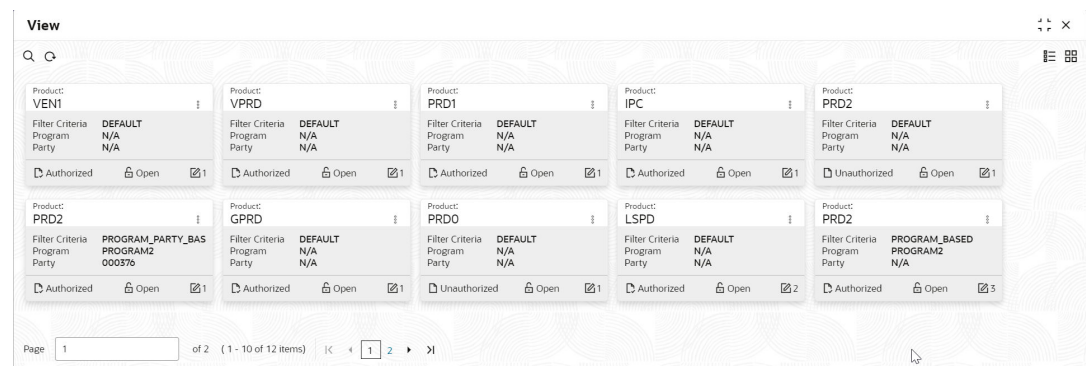 View
Product:
VEN1
Filter Criteria DEFAULT
Program N/A
Party N/A
Authorized Open 1
Product:
VPRD
Filter Criteria DEFAULT
Program N/A
Party N/A
Authorized Open 1
Product:
PRD1
Filter Criteria DEFAULT
Program N/A
Party N/A
Authorized Open 1
Product:
IPC
Filter Criteria DEFAULT
Program N/A
Party N/A
Authorized Open 1
Product:
PRD2
Filter Criteria DEFAULT
Program N/A
Party N/A
Unauthorized Open 1
Product:
PRD2
Filter Criteria PROGRAM_PARTY_BAS
Program PROGRAM2
Party 000376
Authorized Open 1
Product:
GPRD
Filter Criteria DEFAULT
Program N/A
Party N/A
Authorized Open 1
Product:
PRD0
Filter Criteria DEFAULT
Program N/A
Party N/A
Unauthorized Open 1
Product:
LSPD
Filter Criteria DEFAULT
Program N/A
Party N/A
Authorized Open 2
Product:
PRD2
Filter Criteria PROGRAM_BASED
Program PROGRAM2
Party N/A
Authorized Open 3
Page 1 of 2 (1 - 10 of 12 items) 1 2